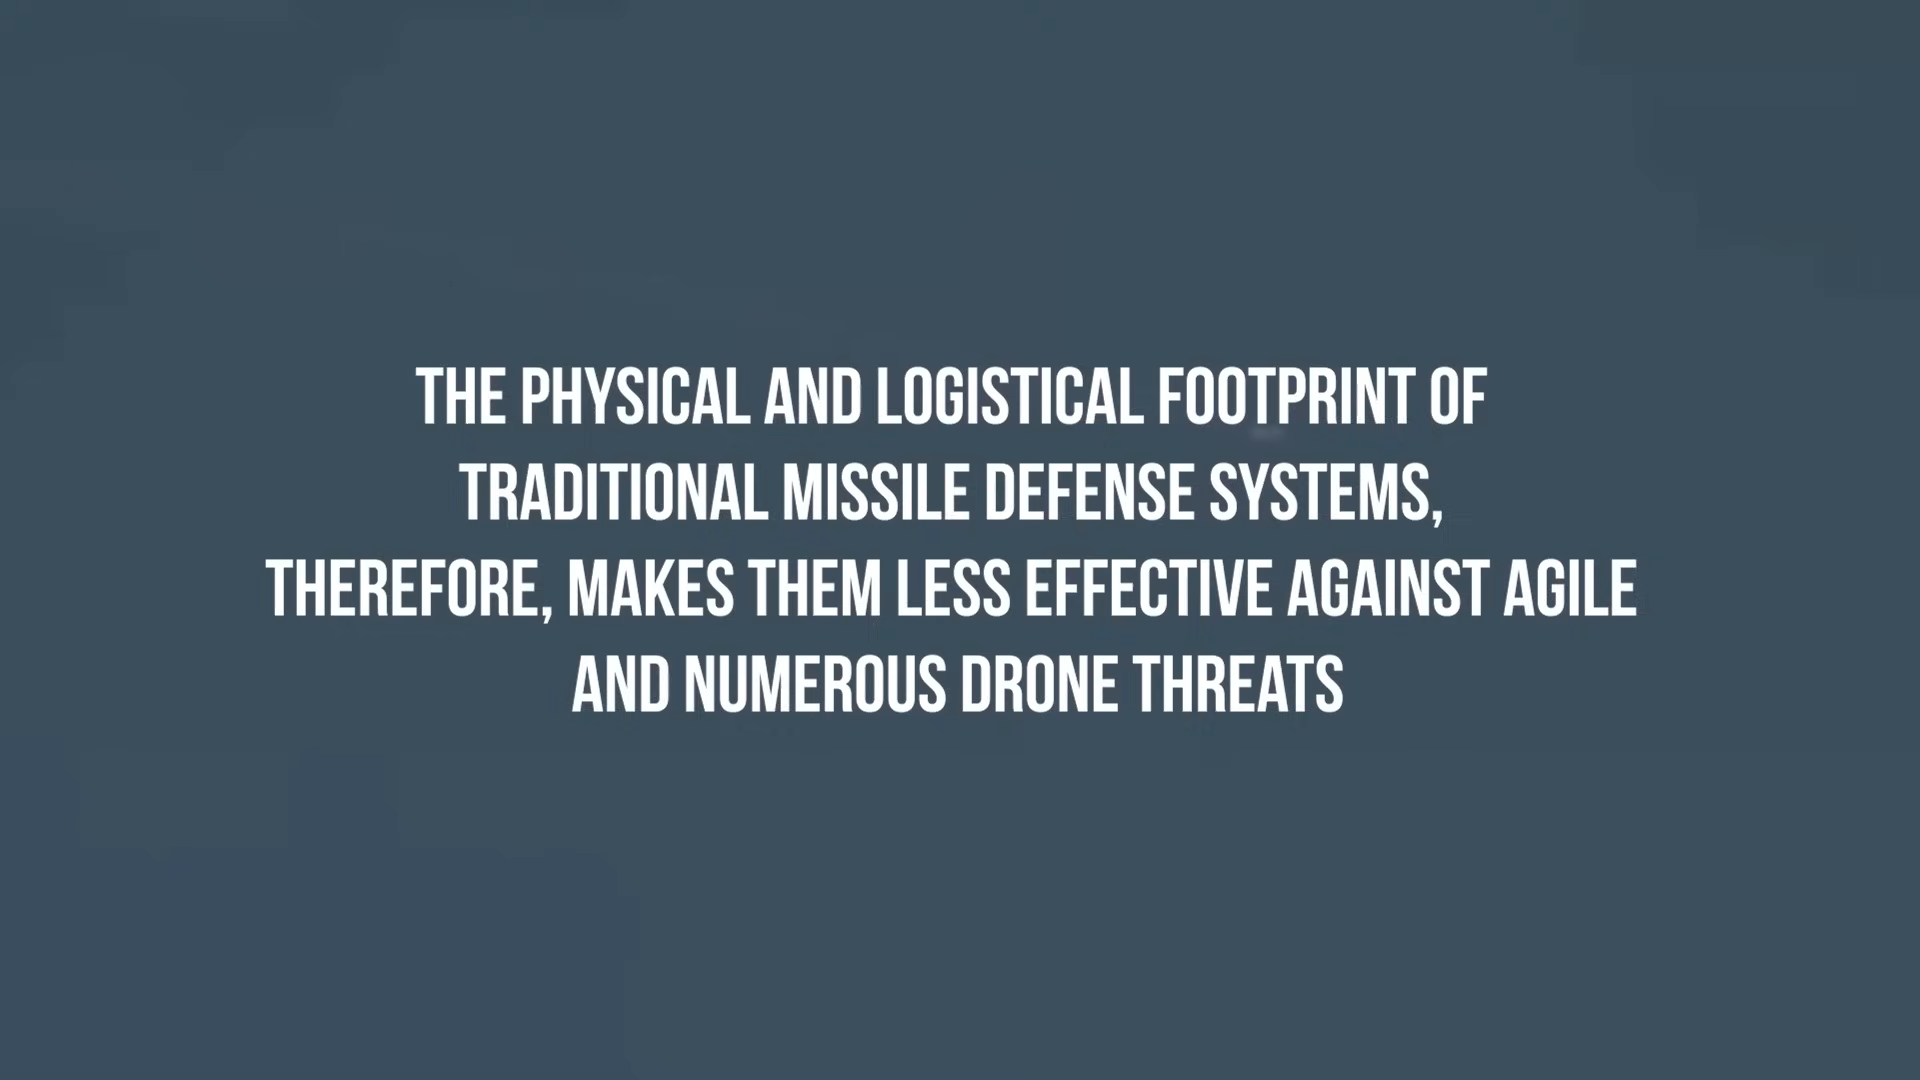 THE PHYSICAL AND LOGISTICAL FOOTPRINT OF
TRADITIONAL MISSILE DEFENSE SYSTEMS,
THEREFORE, MAKES THEM LESS EFFECTIVE AGAINST AGILE
AND NUMEROUS DRONE THREATS